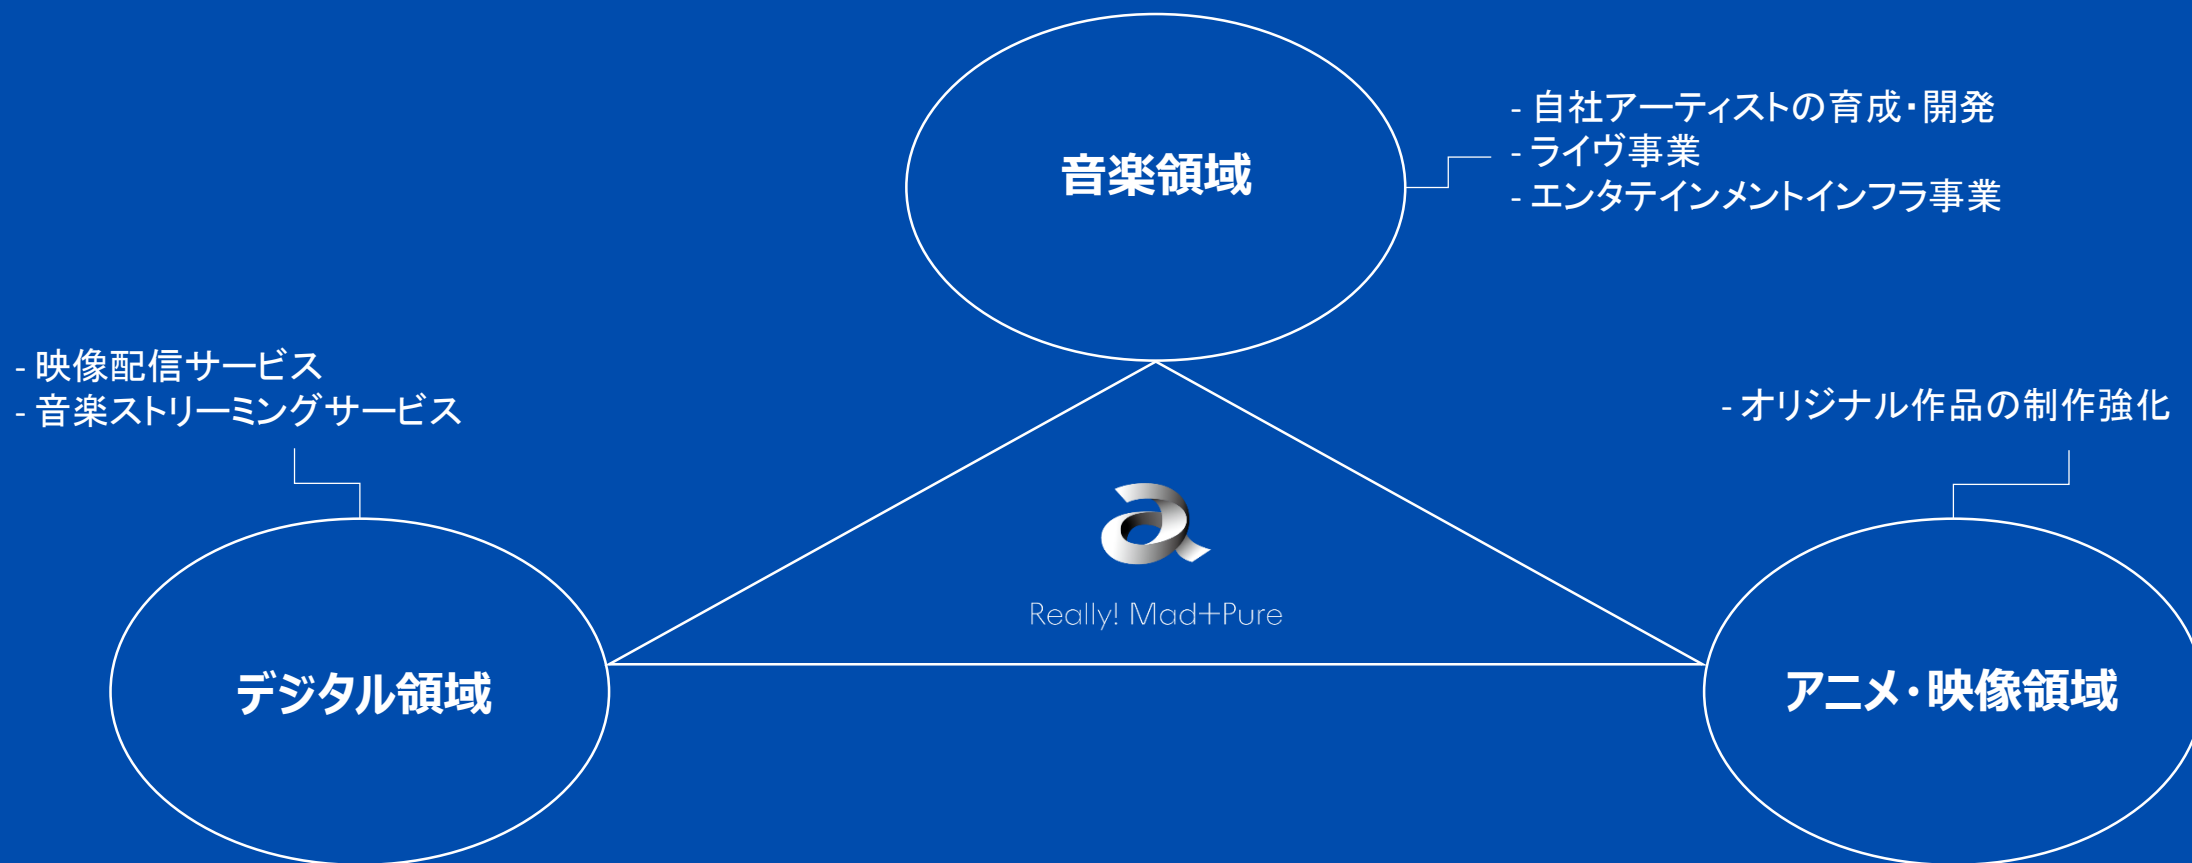 音楽領域
- 自社アーティストの育成・開発
- ライヴ事業
- エンタテインメントインフラ事業
- 映像配信サービス
- 音楽ストリーミングサービス
- オリジナル作品の制作強化
Really! Mad+Pure
デジタル領域
アニメ・映像領域